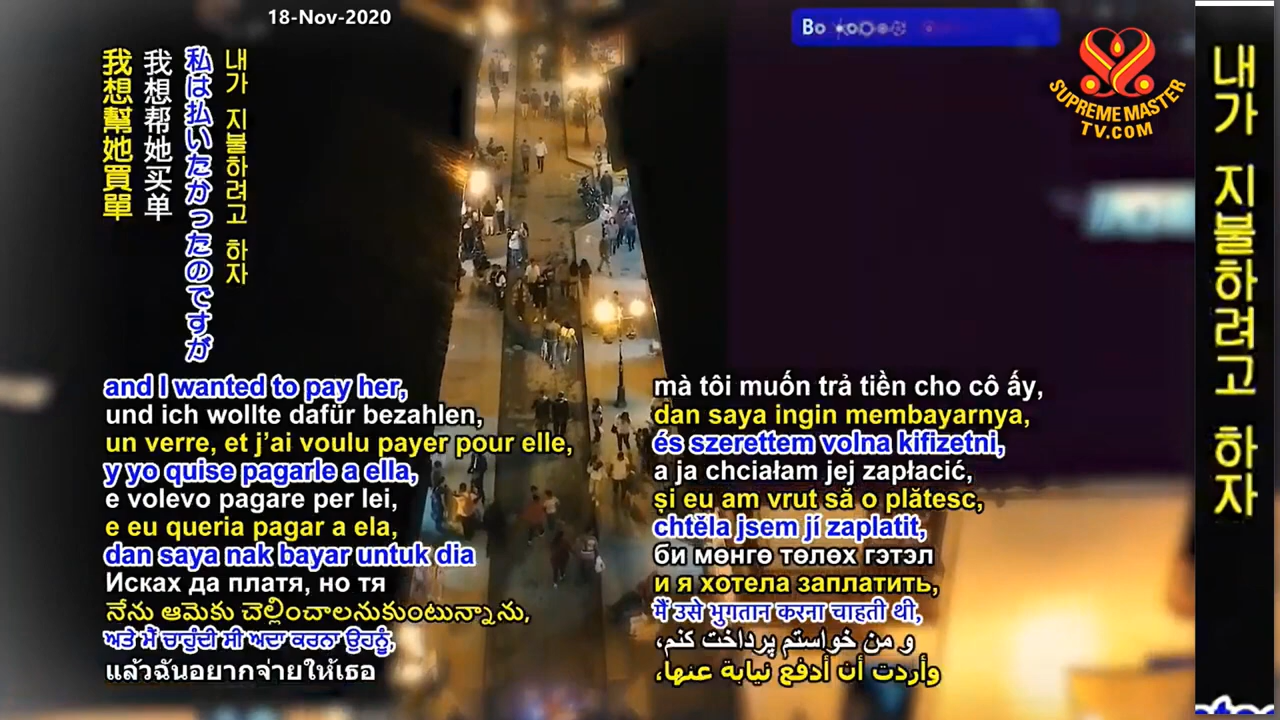 18-Nov-2020
Bo
SUPREME MASTER
TV.COM
我想幫她買單
我想帮她买单
私は払いたかったのですが
내가 지불하려고 하자
and I wanted to pay her,
und ich wollte dafür bezahlen,
un verre, et j’ai voulu payer pour elle,
y yo quise pagarle a ella,
e volevo pagare per lei,
e eu queria pagar a ela,
dan saya nak bayar untuk dia
Исках да платя, но тя
నేను ఆమెకు చెల్లించాలనుకుంటున్నాను,
ਅਤੇ ਮੈਂ ਚਾਹੁੰਦੀ ਸੀ ਅਦਾ ਕਰਨਾ ਉਹਨੂੰ,
แล้วฉันอยากจ่ายให้เธอ
mà tôi muốn trả tiền cho cô ấy,
dan saya ingin membayarnya,
és szerettem volna kifizetni,
a ja chciałam jej zapłacić,
și eu am vrut să o plătesc,
chtěla jsem jí zaplatit,
би мөнгө төлөх гэтэл
и я хотела заплатить,
मैं उसे भुगतान करना चाहती थी,
و من خواستم پرداخت کنم،
وأردت أن أدفع نيابة عنها،
내가 지불하려고 하자